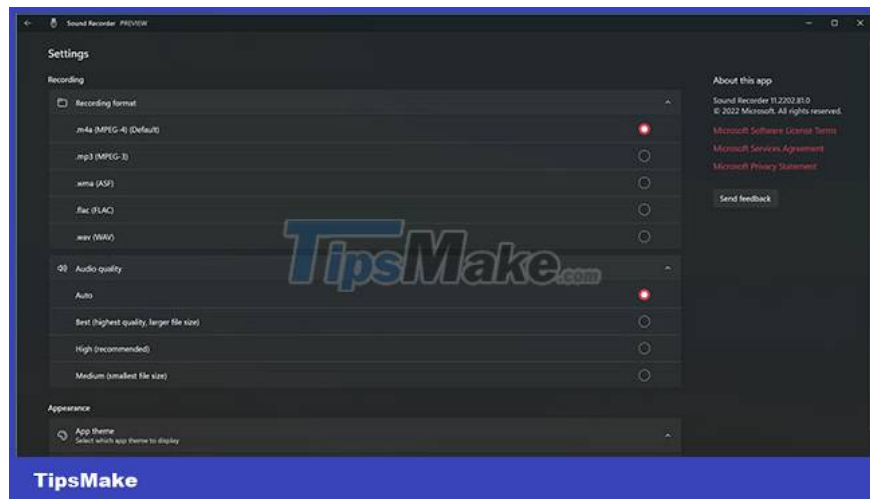 Sound Recorder PREVIEW
Settings
Recording
Recording format
.m4a (MPEG-4) (Default)
.mp3 (MPEG-3)
.wma (ASF)
.flac (FLAC)
.wav (WAV)
Audio quality
Auto
Best (highest quality, larger file size)
High (recommended)
Medium (smallest file size)
Appearance
App theme
Select which app theme to display
About this app
Sound Recorder 11.2202.81.0
© 2022 Microsoft. All rights reserved.
Microsoft Software License Terms
Microsoft Services Agreement
Microsoft Privacy Statement
Send feedback
TipsMake.com
TipsMake